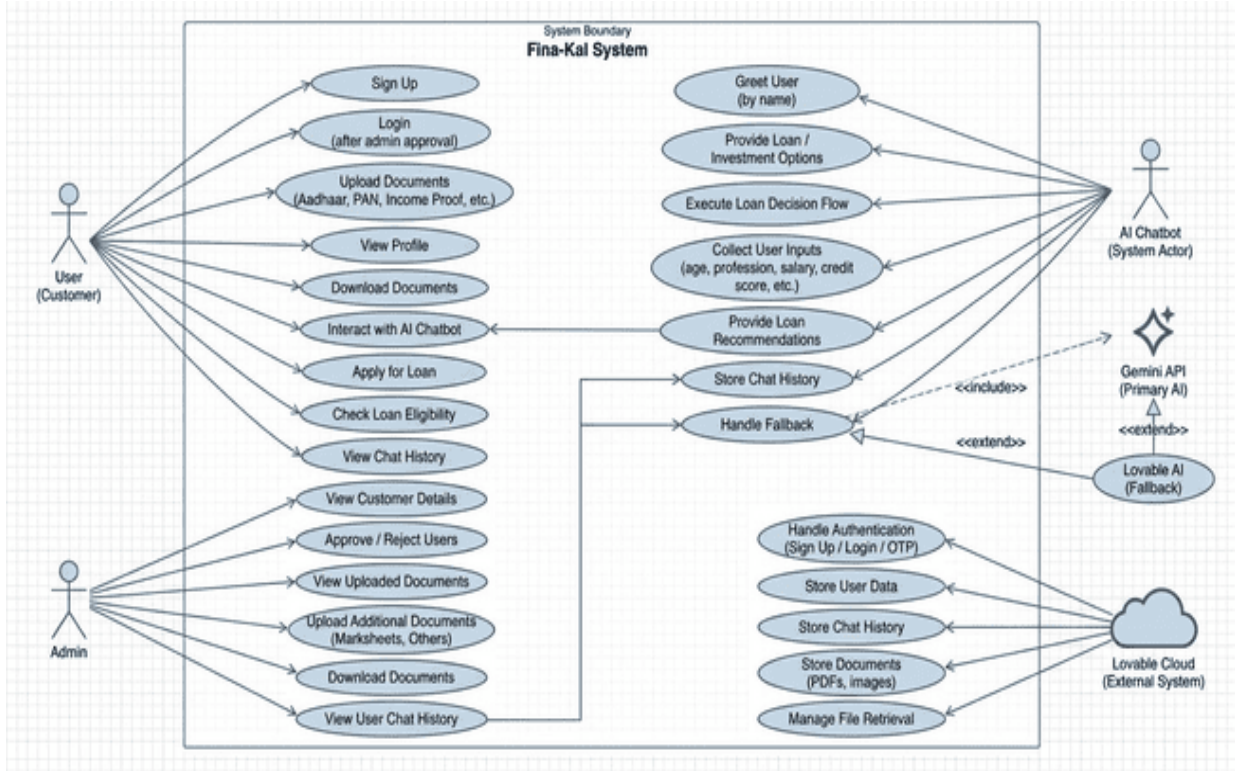 System Boundary
Fina-Kal System
Sign Up
Login
(after admin approval)
Upload Documents
(Aadhaar, PAN, Income Proof, etc.)
View Profile
Download Documents
Interact with AI Chatbot
Apply for Loan
Check Loan Eligibility
View Chat History
View Customer Details
Approve / Reject Users
View Uploaded Documents
Upload Additional Documents
(Marksheets, Others)
Download Documents
View User Chat History
User
(Customer)
Admin
Greet User
(by name)
Provide Loan /
Investment Options
Execute Loan Decision Flow
Collect User Inputs
(age, profession, salary, credit
score, etc.)
Provide Loan
Recommendations
Store Chat History
Handle Fallback
Handle Authentication
(Sign Up / Login / OTP)
Store User Data
Store Chat History
Store Documents
(PDFs, images)
Manage File Retrieval
AI Chatbot
(System Actor)
Gemini API
(Primary AI)
<<include>>
<<extend>>
<<extend>>
Lovable AI
(Fallback)
Lovable Cloud
(External System)